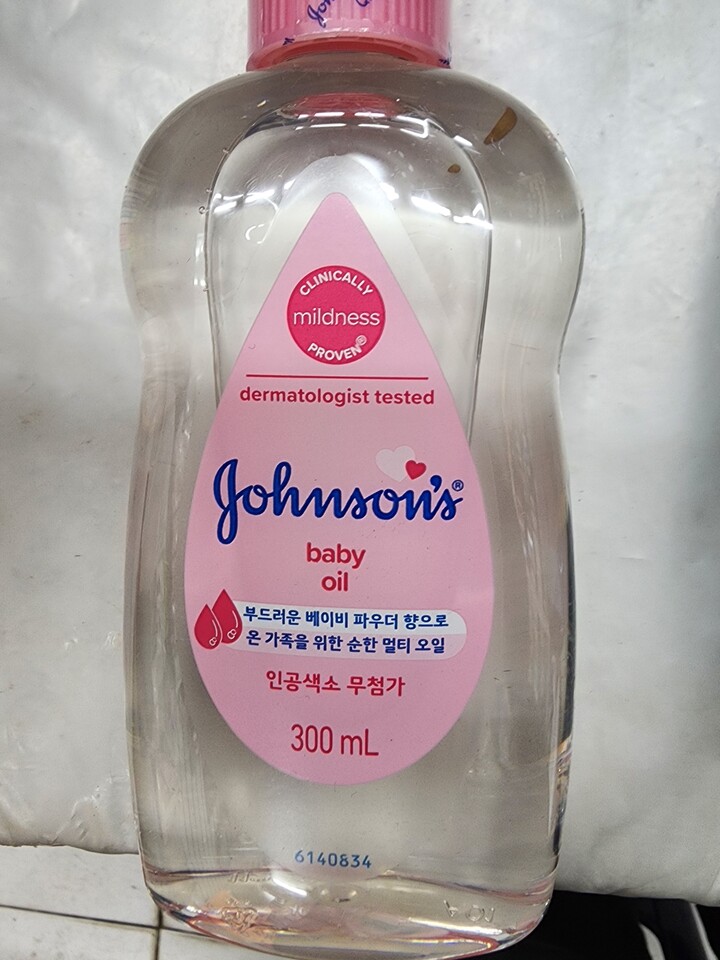 CLINICALLY
mildness
PROVEN®
dermatologist tested
Johnson's®
baby
oil
부드러운 베이비 파우더 향으로
온 가족을 위한 순한 멀티 오일
인공색소 무첨가
300 mL
6140834